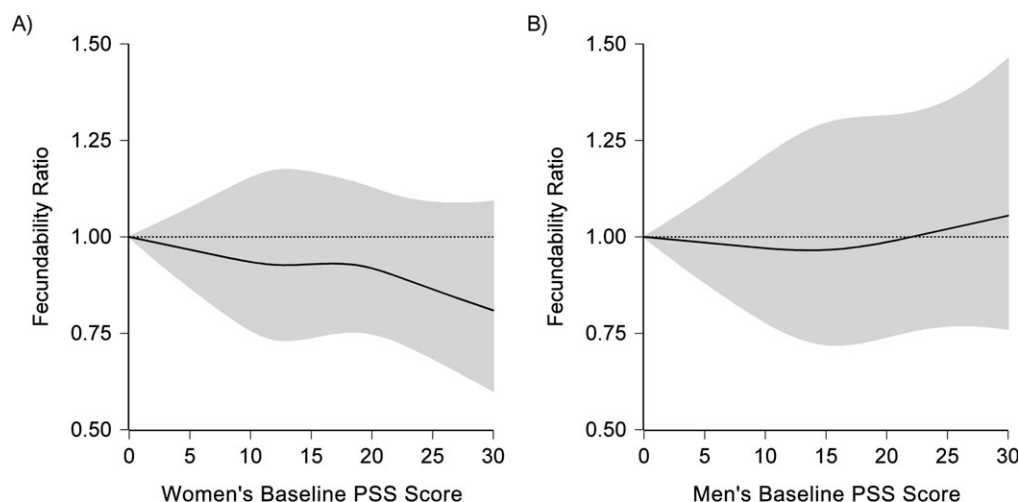 A)
1.50
1.25
1.00
0.75
0.50
Fecundability Ratio
0 5 10 15 20 25 30
Women's Baseline PSS Score
B)
1.50
1.25
1.00
0.75
0.50
Fecundability Ratio
0 5 10 15 20 25 30
Men's Baseline PSS Score